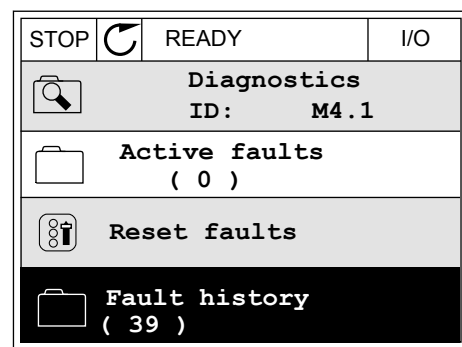 STOP READY I/O
Diagnostics
ID: M4.1
Active faults
( 0 )
Reset faults
Fault history
( 39 )